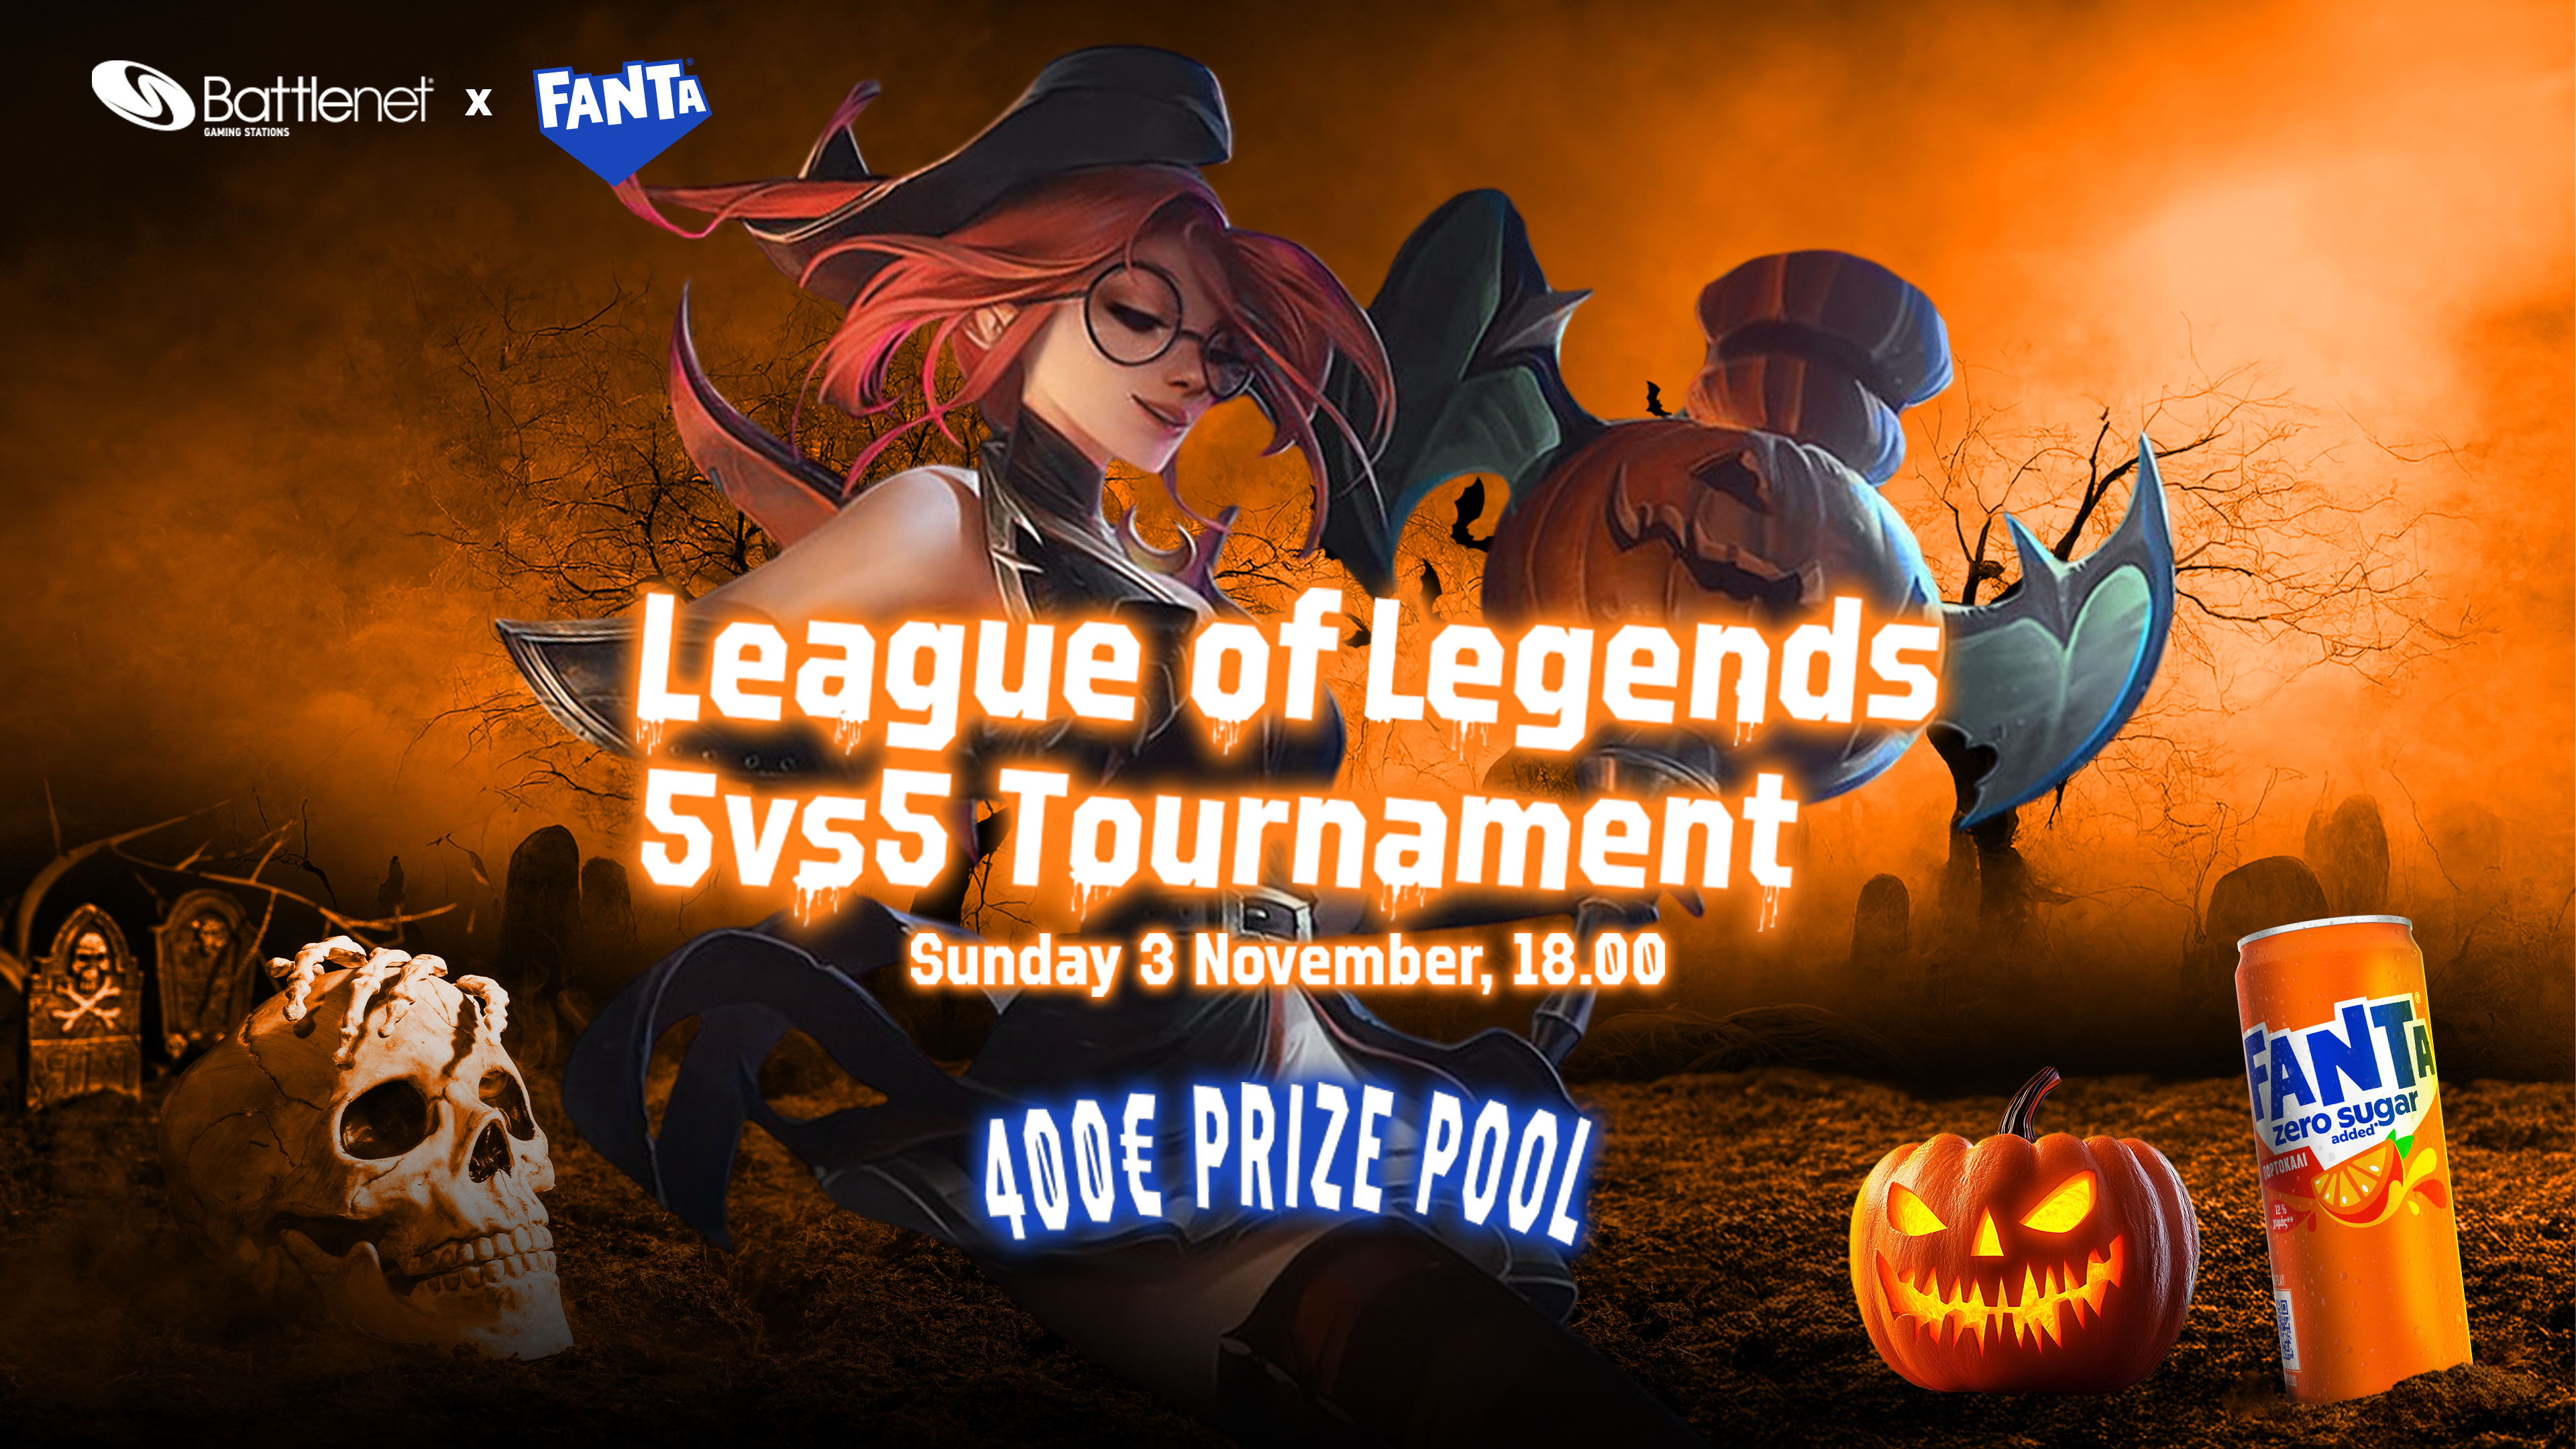 Battlenet
GAMING STATIONS
x
FANTA
League of Legends
5vs5 Tournament
Sunday 3 November, 18.00
400€ PRIZE POOL
FANTA
zero sugar
added*
ΠΟΡΤΟΚΑΛΙ
12 %